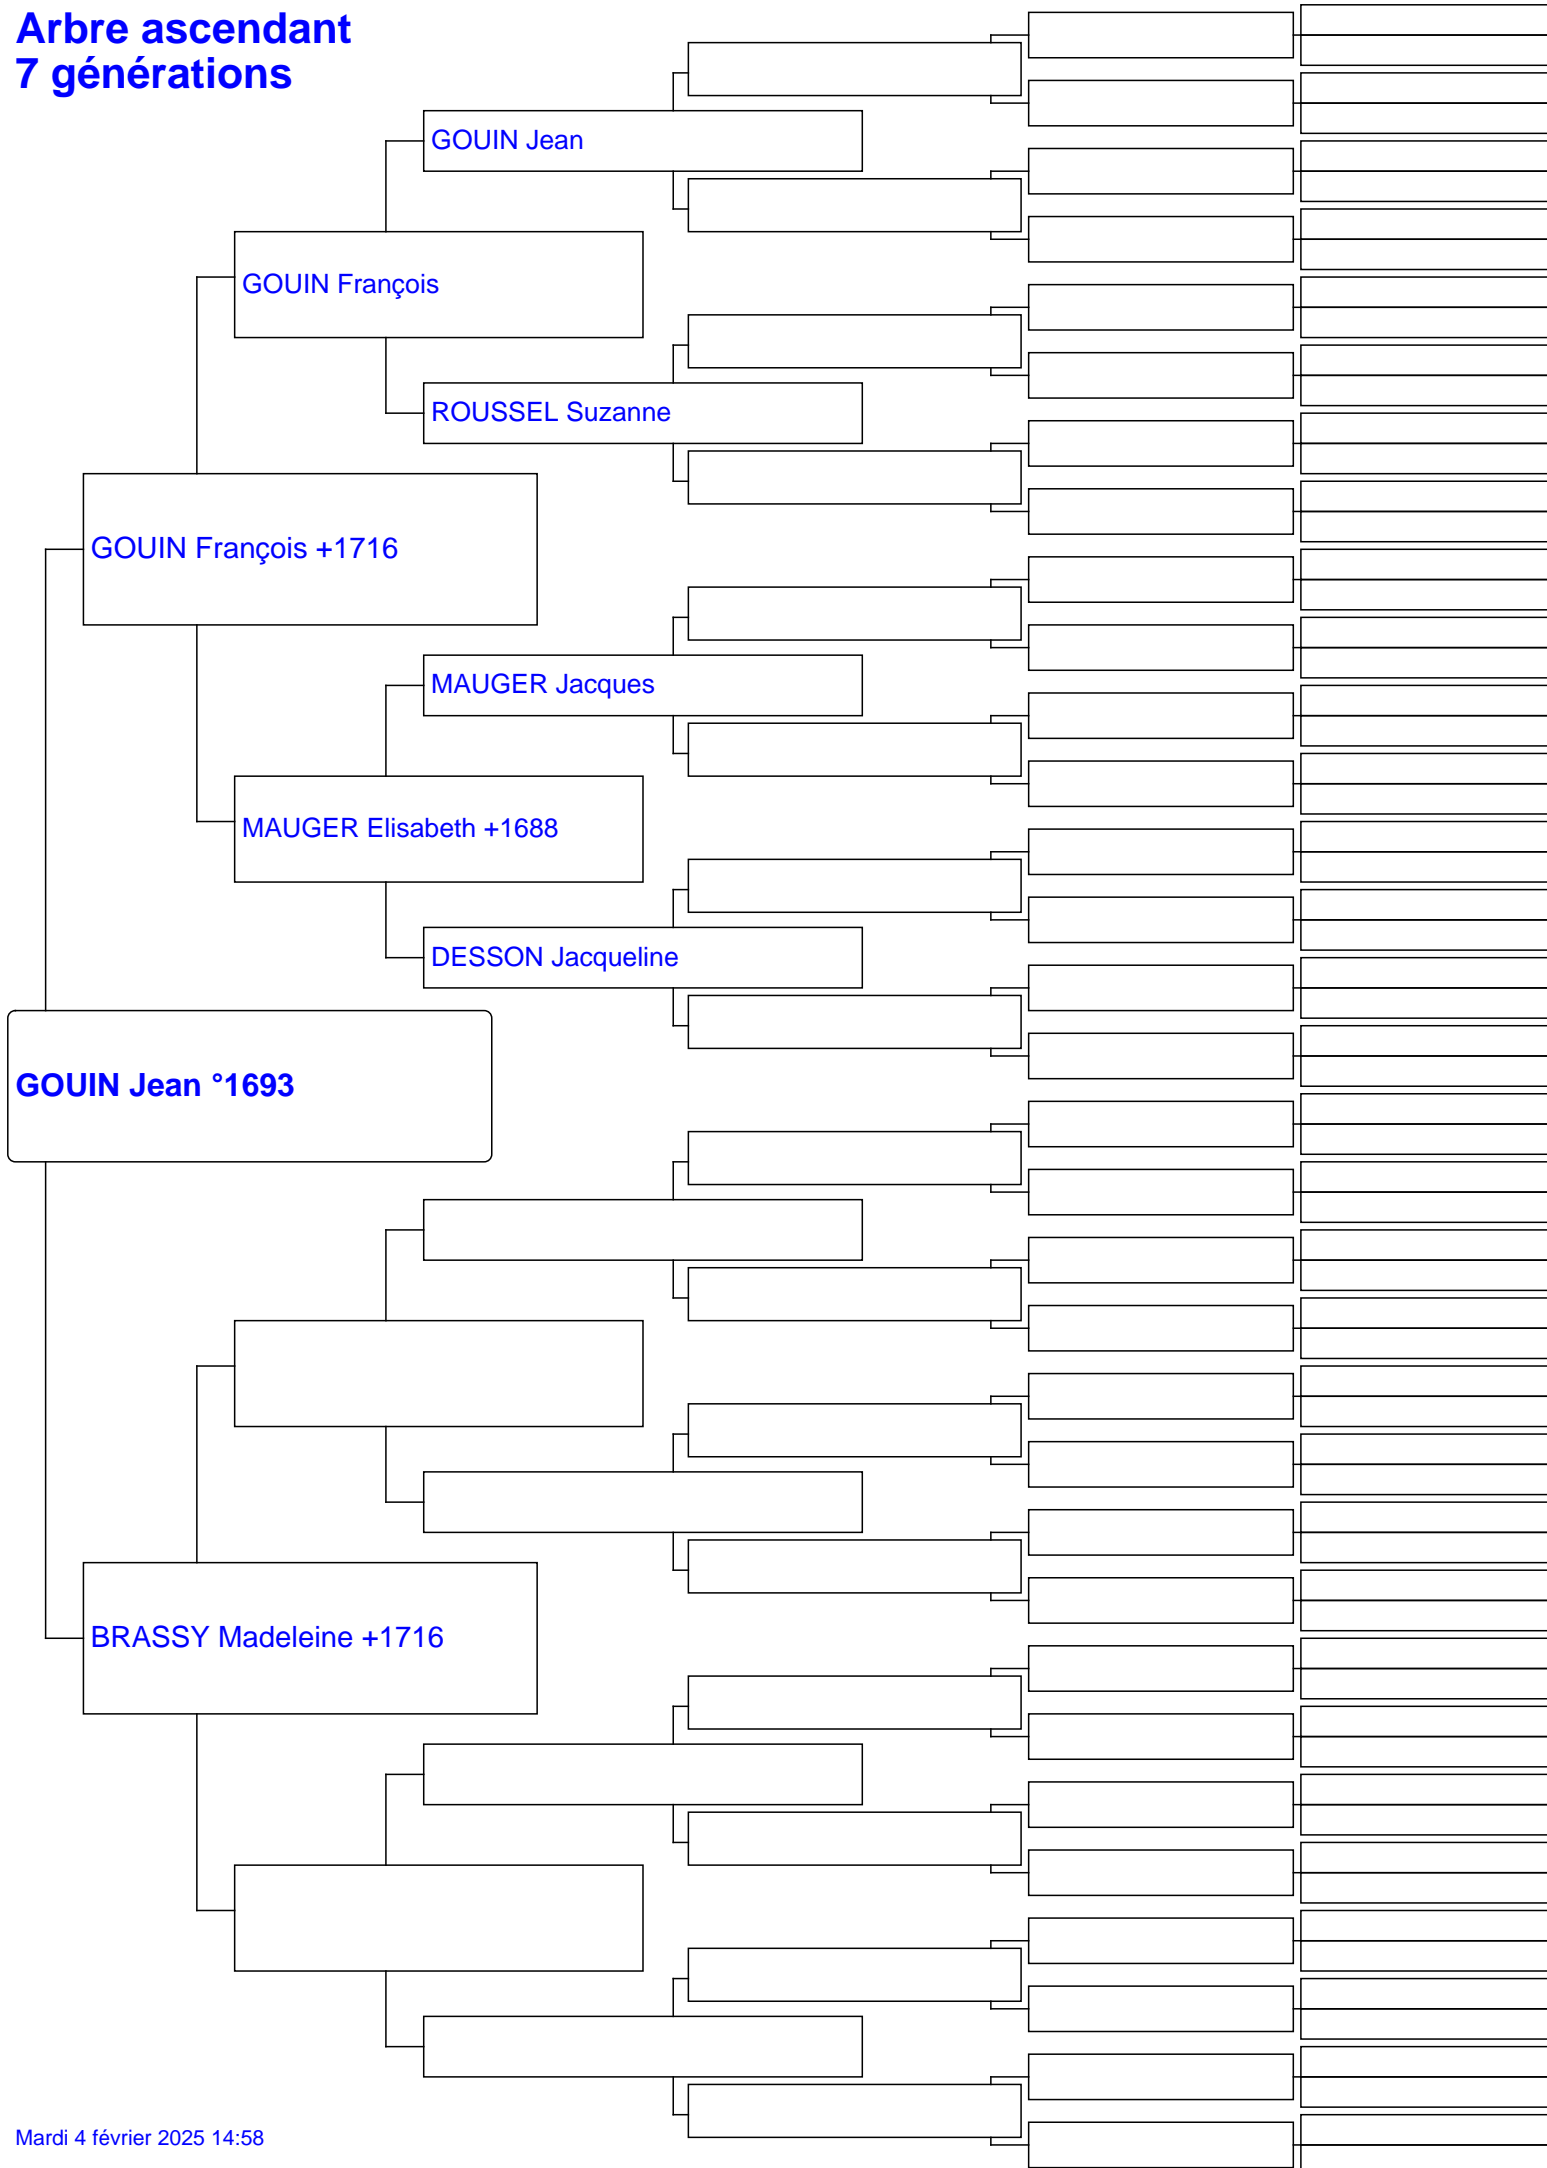 Arbre ascendant
7 générations
GOUIN Jean
GOUIN François
ROUSSEL Suzanne
GOUIN François +1716
MAUGER Jacques
MAUGER Elisabeth +1688
DESSON Jacqueline
GOUIN Jean °1693
BRASSY Madeleine +1716
Mardi 4 février 2025 14:58